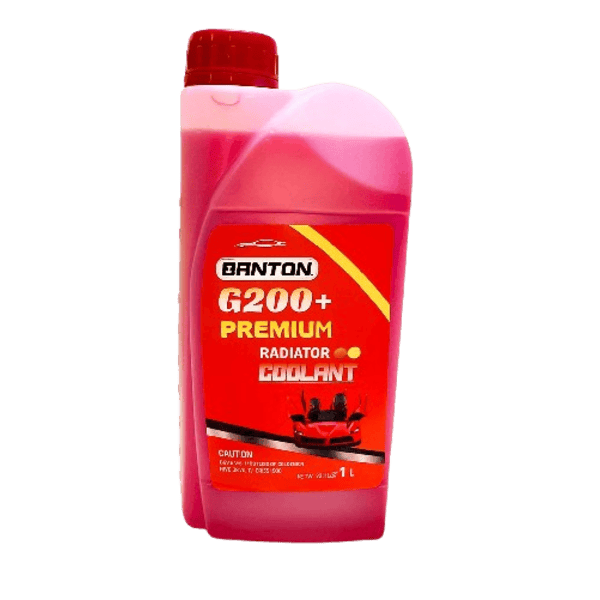 BANTON
G200+
PREMIUM
RADIATOR
COOLANT
CAUTION
1 L